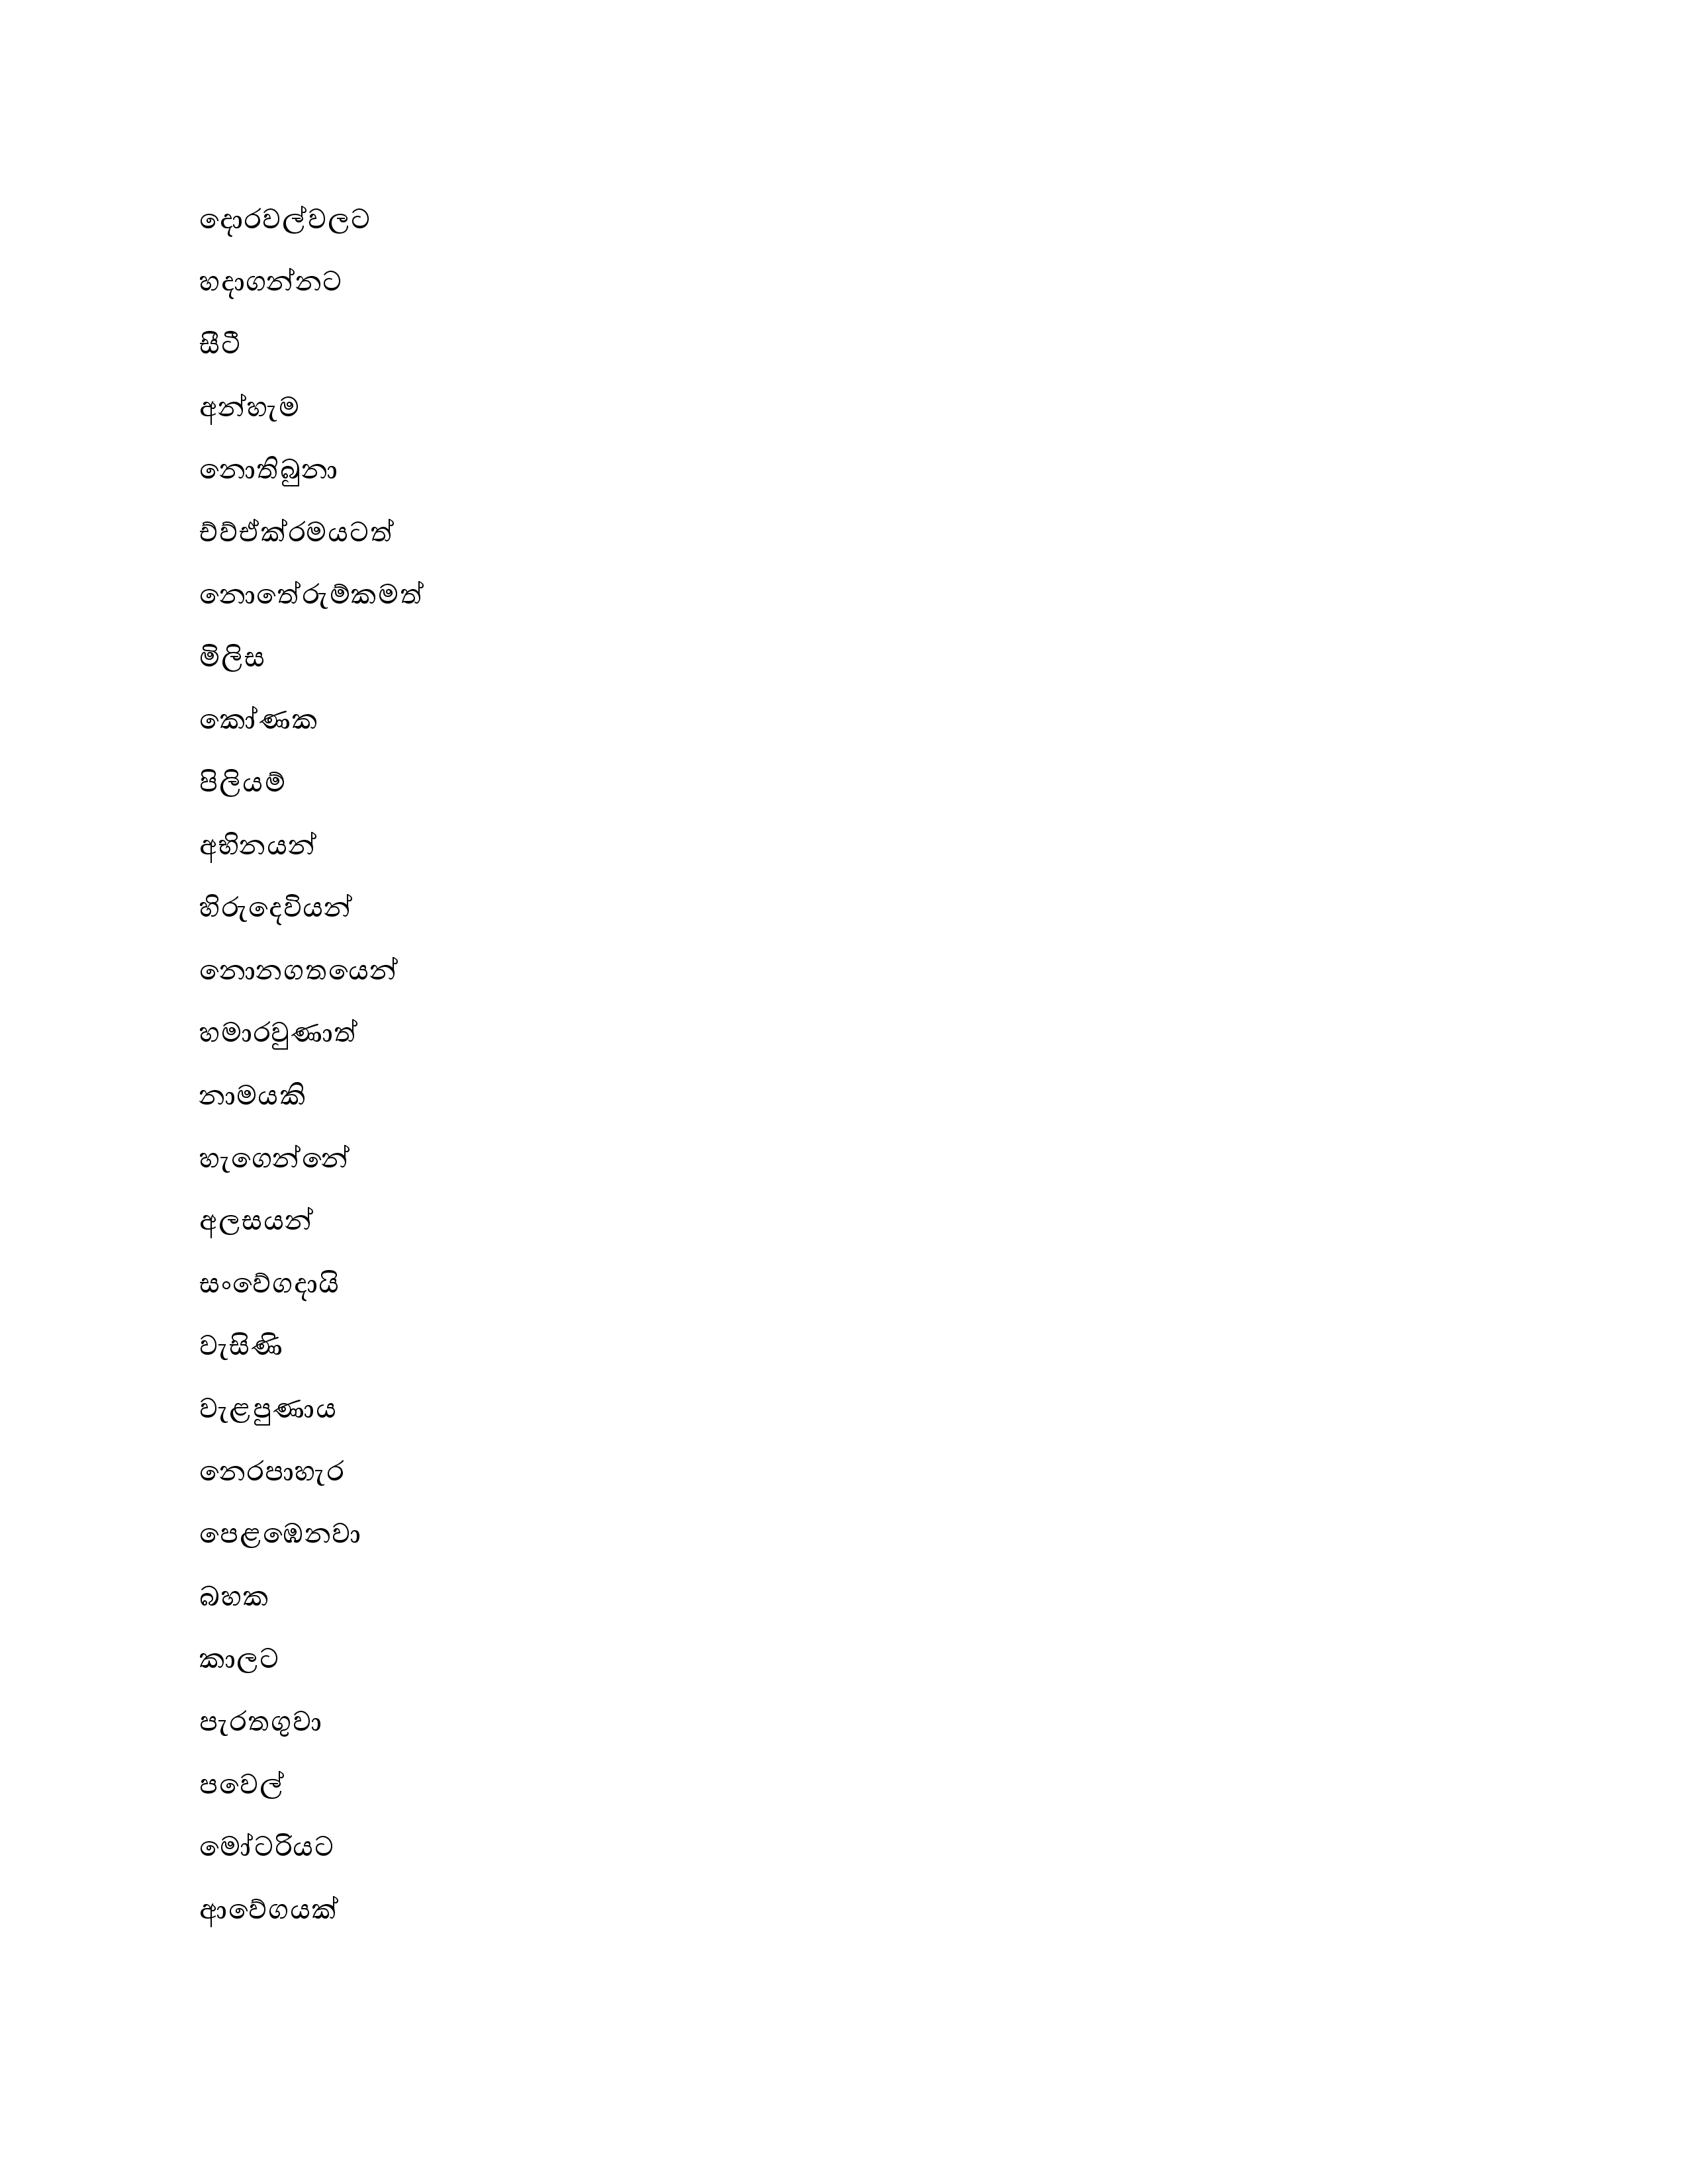 දොරවල්වලට
හදාගන්නට
සීටී
අන්හැම
නොතිබුනා
ච්ච්ඒක්රමයටත්
නොතේරුම්කමත්
මිලිස
කෝණක
පිලියම්
අභිනයන්
හිරුදෙවියන්
නොනගතයෙන්
හමාරවුණාත්
නාමයකි
හැගෙන්නේ
අලසයන්
සංවේගදායි
වැසිණි
වැළපුණාය
නෙරපාහැර
පෙළඹෙනවා
බහක
කාලට
පැරතගුවා
පවෙල්
මෝටරියට
ආවේගයක්